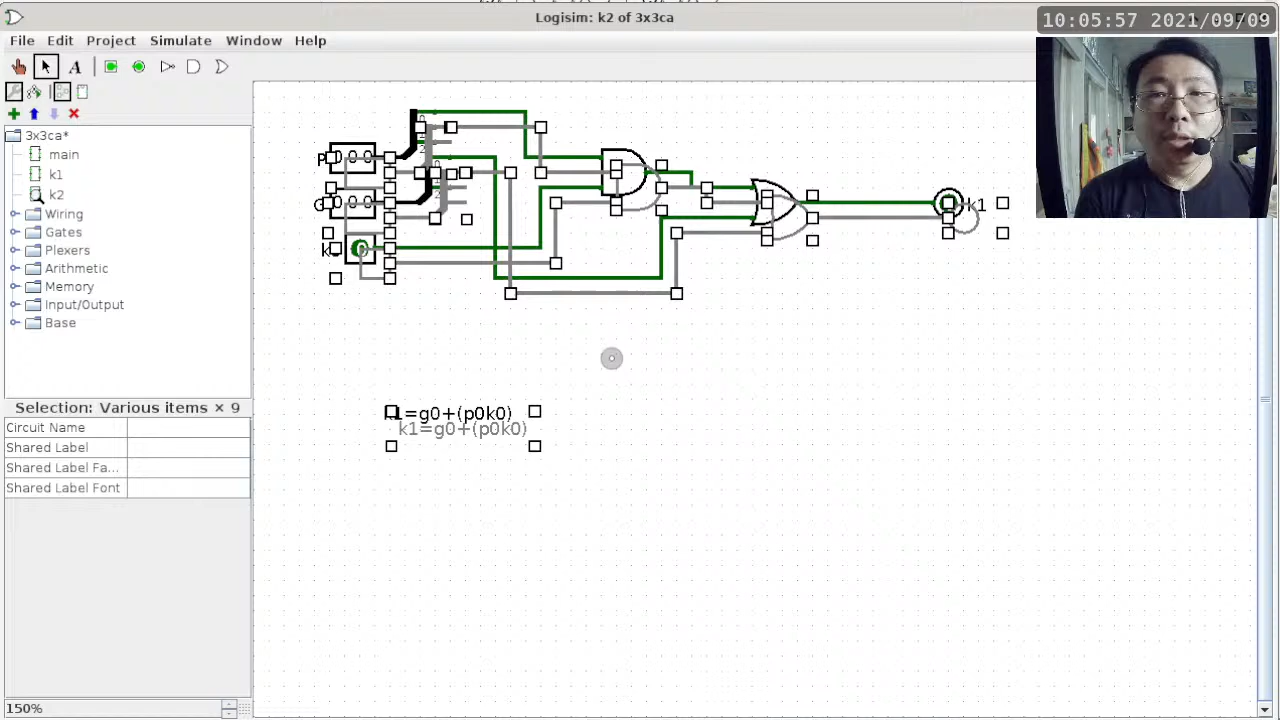 Logisim: k2 of 3x3ca
10:05:57 2021/09/09
File Edit Project Simulate Window Help
A
3x3ca*
main
k1
k2
Wiring
Gates
Plexers
Arithmetic
Memory
Input/Output
Base
Selection: Various items × 9
Circuit Name
Shared Label
Shared Label Fa...
Shared Label Font
150%
k1
k1=g0+(p0k0)
k1=g0+(p0k0)